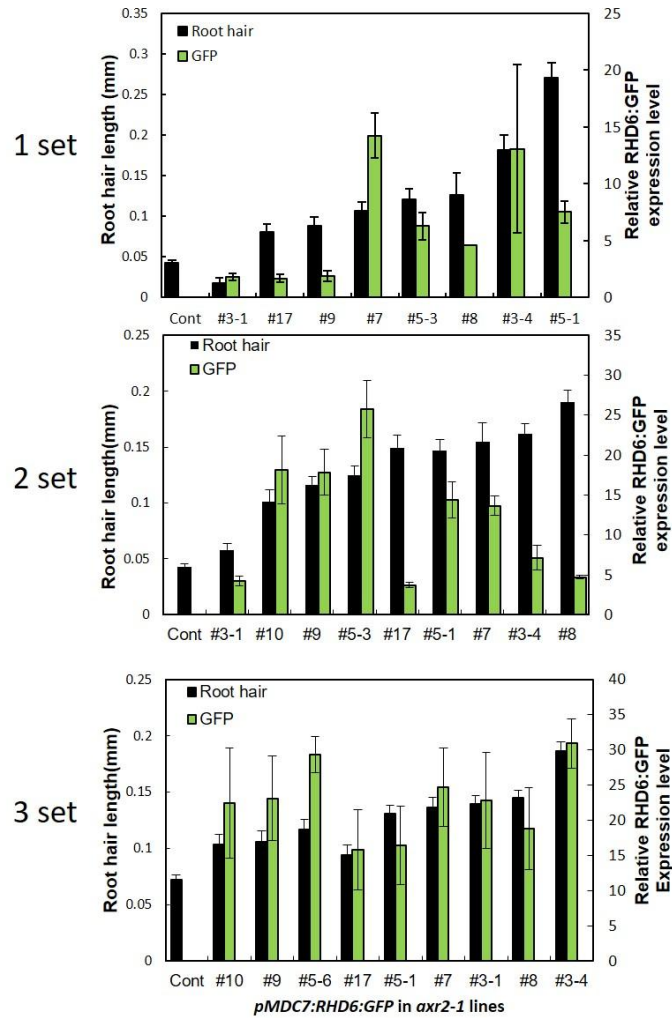 1 set
Root hair length (mm)
0.35
0.3
0.25
0.2
0.15
0.1
0.05
0
Root hair
GFP
25
20
15
10
5
0
Relative RHD6:GFP
expression level
Cont #3-1 #17 #9 #7 #5-3 #8 #3-4 #5-1
2 set
Root hair length(mm)
0.25
0.2
0.15
0.1
0.05
0
Root hair
GFP
35
30
25
20
15
10
5
0
Relative RHD6:GFP
expression level
Cont #3-1 #10 #9 #5-3 #17 #5-1 #7 #3-4 #8
3 set
Root hair length(mm)
0.25
0.2
0.15
0.1
0.05
0
Root hair
GFP
40
35
30
25
20
15
10
5
0
Relative RHD6:GFP
Expression level
Cont #10 #9 #5-6 #17 #5-1 #7 #3-1 #8 #3-4
pMDC7:RHD6:GFP in axr2-1 lines